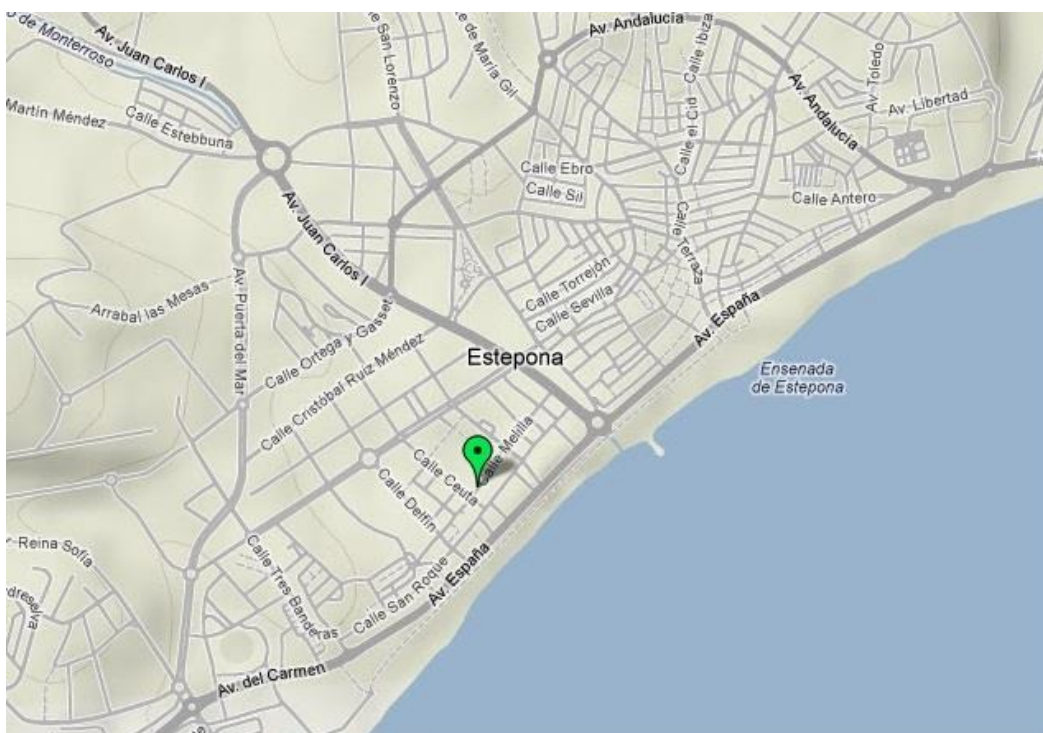 Av. Andalucía
Calle Ibiza
Calle San Lorenzo
de María Gil
Av. Juan Carlos I
de Monterroso
Av. Toledo
Av. Libertad
Av. Andalucía
Martín Méndez
Calle Estebbuna
Calle el Cid
Calle Ebro
Calle Sil
Calle Antero
Av. Juan Carlos I
Calle Terraza
Arrabal las Mesas
Av. Puerta del Mar
Calle Torrejón
Calle Sevilla
Av. España
Calle Ortega y Gasset
Calle Cristóbal Ruiz Méndez
Estepona
Ensenada
de Estepona
Calle Melilla
Calle Ceuta
Calle Delfín
Reina Sofía
Calle Tres Banderas
Calle San Roque
Av. España
Av. del Carmen